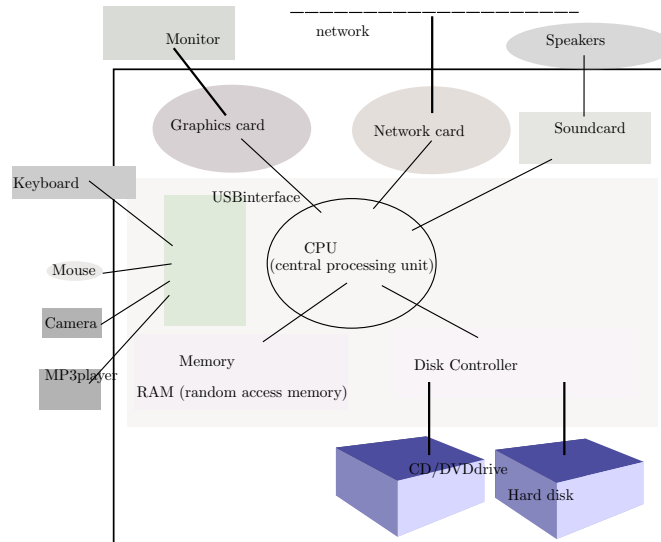 Monitor
network
Speakers
Graphics card
Network card
Soundcard
Keyboard
USBinterface
CPU
(central processing unit)
Mouse
Camera
MP3player
Memory
RAM (random access memory)
Disk Controller
CD/DVDdrive
Hard disk